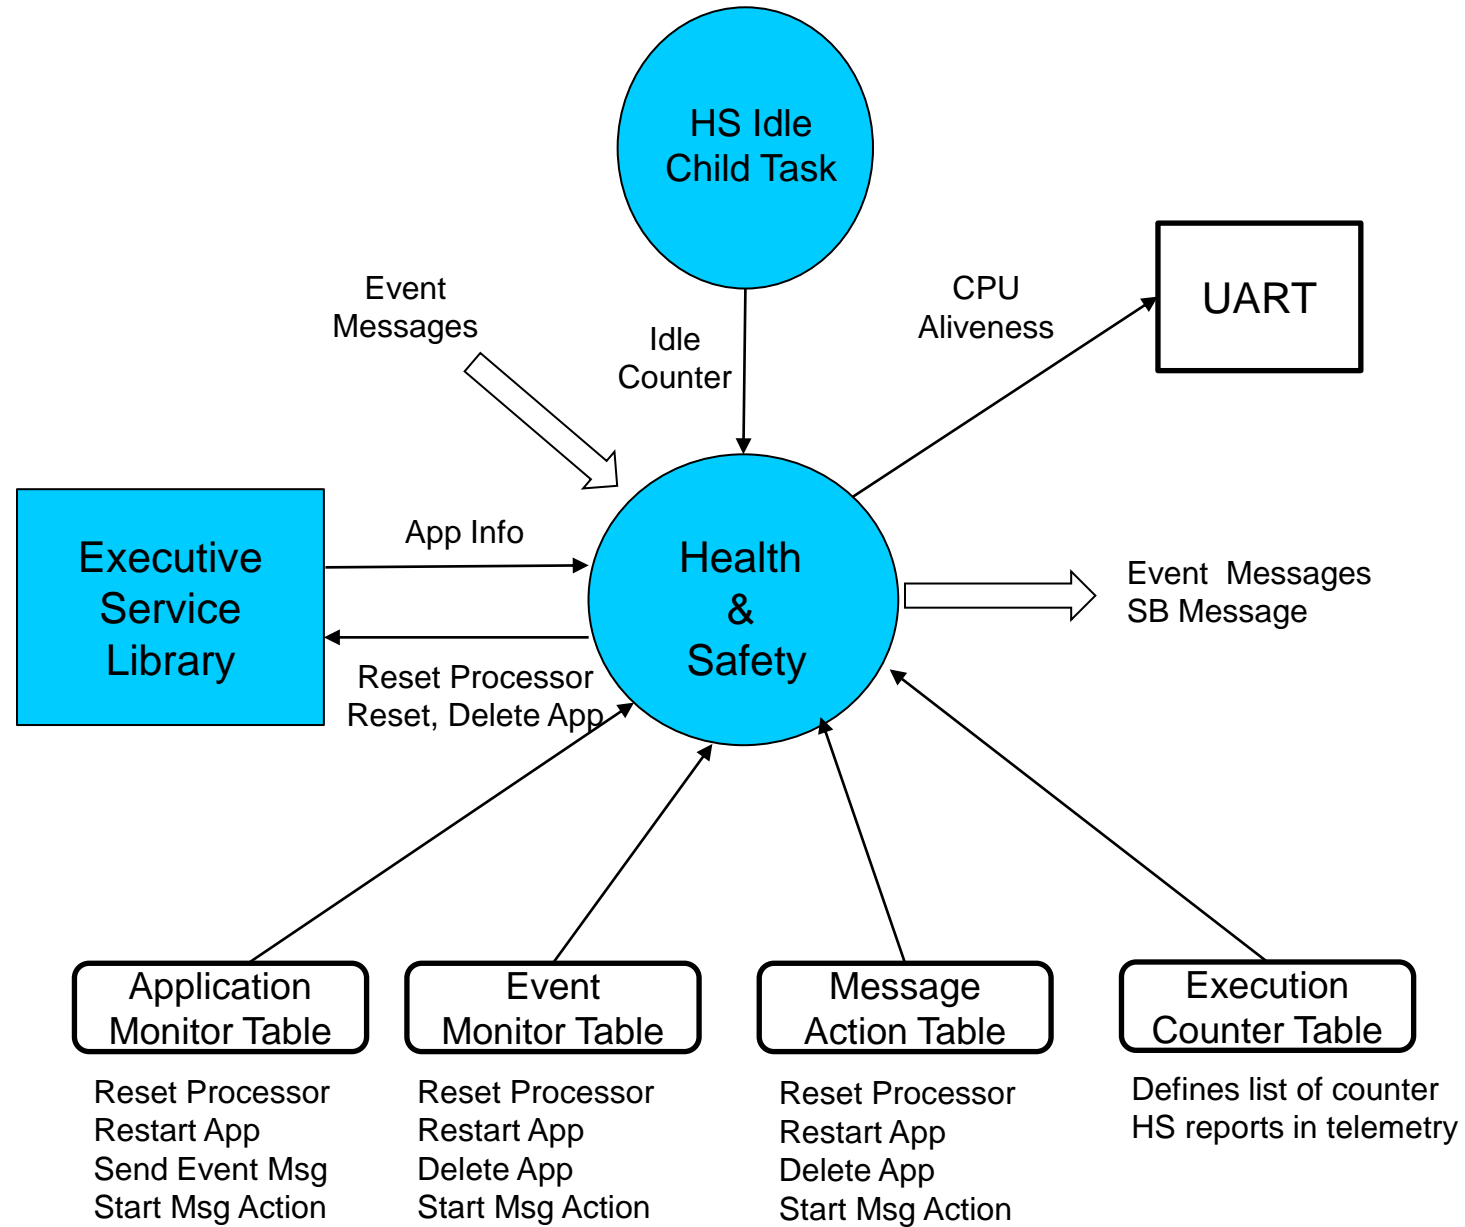 HS Idle
Child Task
Event
Messages
Idle
Counter
CPU
Aliveness
UART
Executive
Service
Library
App Info
Health
&
Safety
Event Messages
SB Message
Reset Processor
Reset, Delete App
Application
Monitor Table
Event
Monitor Table
Message
Action Table
Execution
Counter Table
Reset Processor
Restart App
Send Event Msg
Start Msg Action
Reset Processor
Restart App
Delete App
Start Msg Action
Reset Processor
Restart App
Delete App
Start Msg Action
Defines list of counter
HS reports in telemetry